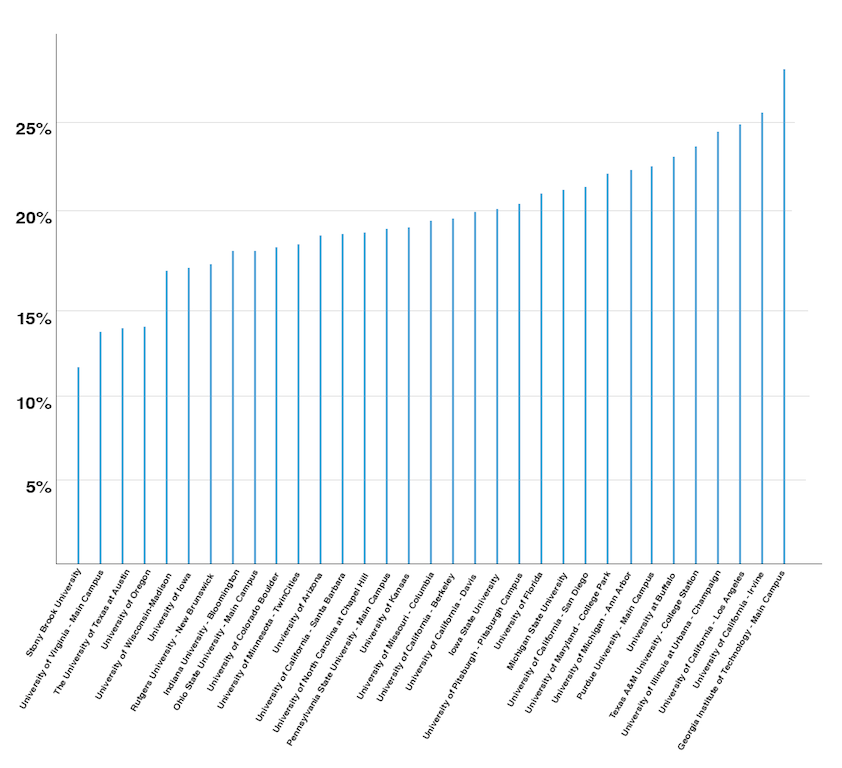 25%
20%
15%
10%
5%
Stony Brook University
University of Virginia - Main Campus
The University of Texas at Austin
University of Oregon
University of Wisconsin-Madison
University of Iowa
Rutgers University - New Brunswick
Indiana University - Bloomington
Ohio State University - Main Campus
University of Colorado Boulder
University of Minnesota - TwinCities
University of Arizona
University of California - Santa Barbara
University of North Carolina at Chapel Hill
Pennsylvania State University - Main Campus
University of Kansas
University of Missouri - Columbia
University of California - Berkeley
University of California - Davis
Iowa State University
University of Pittsburgh - Pittsburgh Campus
University of Florida
Michigan State University
University of California - San Diego
University of Maryland - College Park
University of Michigan - Ann Arbor
Purdue University - Main Campus
University at Buffalo
Texas A&M University - College Station
University of Illinois at Urbana - Champaign
University of California - Los Angeles
University of California - Irvine
Georgia Institute of Technology - Main Campus